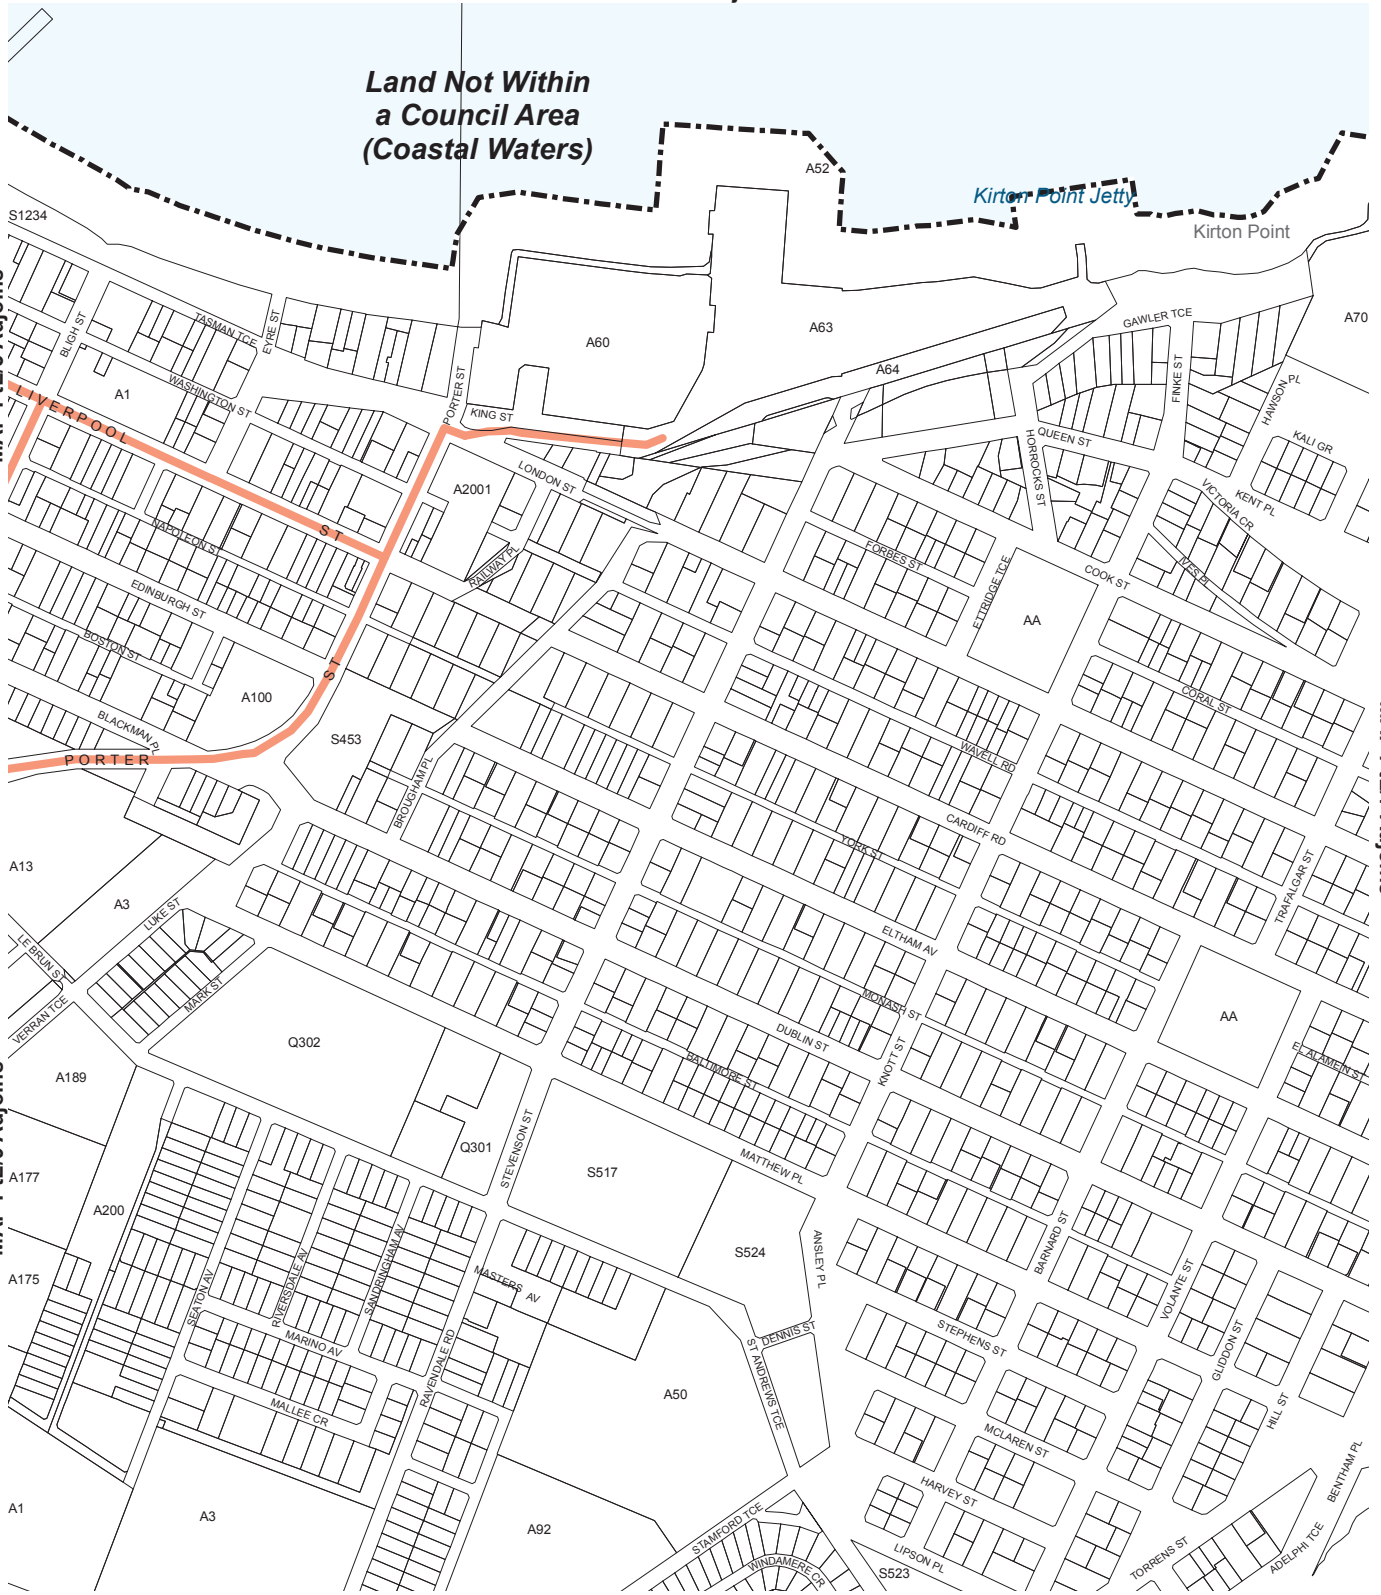 Land Not Within
a Council Area
(Coastal Waters)
A52
Kirton Point Jetty
Kirton Point
S1234
TASMAN TCE
EYRE ST
BLIGH ST
A60
A63
A70
GAWLER TCE
A64
FINKE ST
HAWSON PL
A1
WASHINGTON ST
PORTER ST
KING ST
LIVERPOOL
ST
QUEEN ST
KALI GR
HORROCKS ST
LONDON ST
A2001
VICTORIA CR
KENT PL
NAPOLEON ST
RAILWAY PL
FORBES ST
ETTRIDGE TCE
COOK ST
IVES PL
EDINBURGH ST
AA
BOSTON ST
ST
A100
CORAL ST
BLACKMAN PL
S453
WAVELL RD
PORTER
BROUGHAM PL
CARDIFF RD
YORK ST
A13
TRAFALGAR ST
A3
LUKE ST
ELTHAM AV
LE BRUN ST
MARK ST
VERRAN TCE
MONASH ST
AA
Q302
DUBLIN ST
KNOTT ST
EL ALAMEIN ST
A189
BALTIMORE ST
STEVENSON ST
Q301
S517
MATTHEW PL
A177
A200
BARNARD ST
S524
ANSLEY PL
A175
SEATON AV
RIVERSDALE AV
SANDRINGHAM AV
MASTERS AV
VOLANTE ST
MARINO AV
RAVENDALE RD
DENNIS ST
STEPHENS ST
GLIDDON ST
ST ANDREWS TCE
A50
MALLEE CR
HILL ST
MCLAREN ST
BENTHAM PL
HARVEY ST
A1
A3
A92
STAMFORD TCE
WINDAMERE CR
LIPSON PL
S523
TORRENS ST
ADELPHI TCE